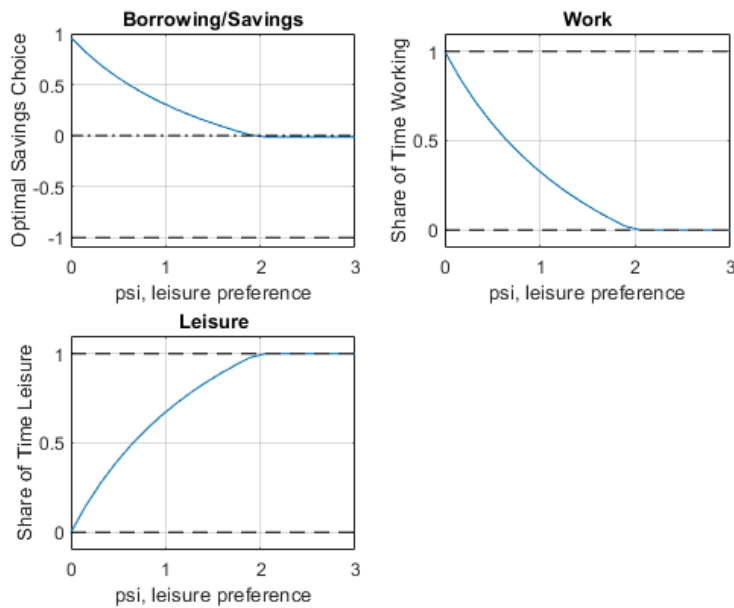 Borrowing/Savings
Optimal Savings Choice
1
0.5
0
-0.5
-1
0 1 2 3
psi, leisure preference
Work
Share of Time Working
1
0.5
0
0 1 2 3
psi, leisure preference
Leisure
Share of Time Leisure
1
0.5
0
0 1 2 3
psi, leisure preference